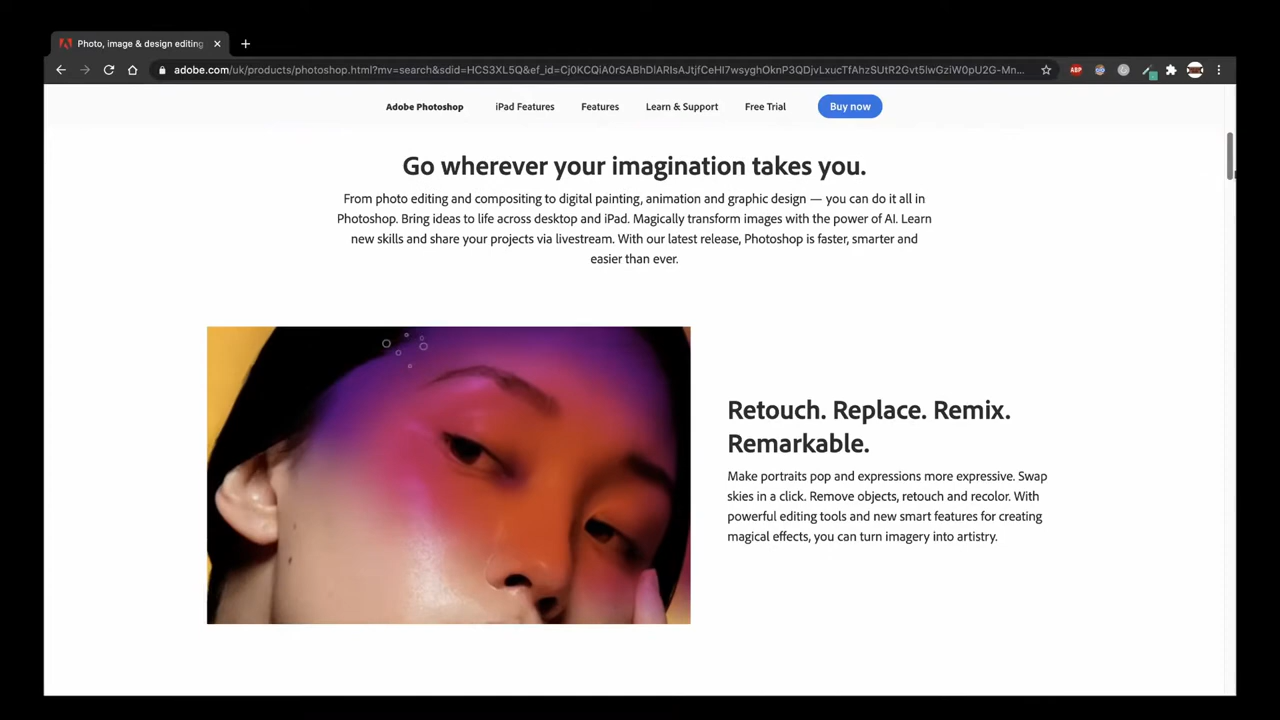 Photo, image & design editing
adobe.com/uk/products/photoshop.html?mv=search&sdid=HCS3XL5Q&ef_id=
Adobe Photoshop iPad Features Features Learn & Support Free Trial Buy now
Go wherever your imagination takes you.
From photo editing and compositing to digital painting, animation and graphic design — you can do it all in
Photoshop. Bring ideas to life across desktop and iPad. Magically transform images with the power of AI. Learn
new skills and share your projects via livestream. With our latest release, Photoshop is faster, smarter and
easier than ever.
Retouch. Replace. Remix.
Remarkable.
Make portraits pop and expressions more expressive. Swap
skies in a click. Remove objects, retouch and recolor. With
powerful editing tools and new smart features for creating
magical effects, you can turn imagery into artistry.